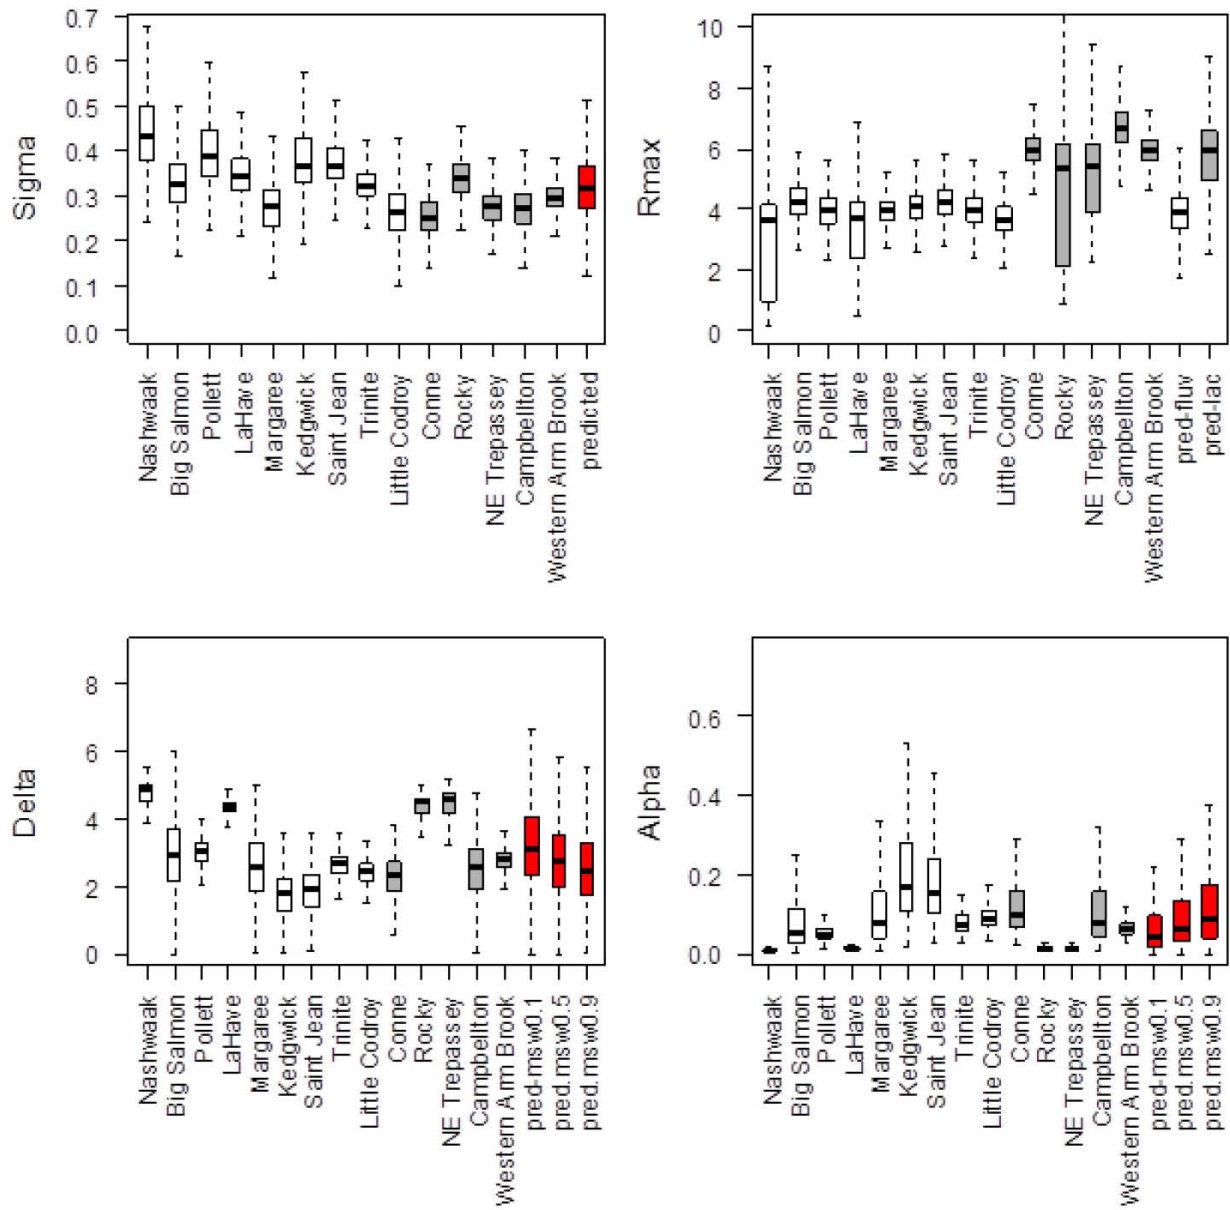 Sigma
0.7
0.6
0.5
0.4
0.3
0.2
0.1
0.0
Nashwaak
Big Salmon
Pollett
LaHave
Margaree
Kedgwick
Saint Jean
Trinite
Little Codroy
Conne
Rocky
NE Trepassey
Campbellton
Western Arm Brook
predicted
Rmax
10
8
6
4
2
0
Nashwaak
Big Salmon
Pollett
LaHave
Margaree
Kedgwick
Saint Jean
Trinite
Little Codroy
Conne
Rocky
NE Trepassey
Campbellton
Western Arm Brook
pred-fluv
pred-lac
Delta
8
6
4
2
0
Nashwaak
Big Salmon
Pollett
LaHave
Margaree
Kedgwick
Saint Jean
Trinite
Little Codroy
Conne
Rocky
NE Trepassey
Campbellton
Western Arm Brook
pred-msw0.1
pred.msw0.5
pred.msw0.9
Alpha
0.6
0.4
0.2
0.0
Nashwaak
Big Salmon
Pollett
LaHave
Margaree
Kedgwick
Saint Jean
Trinite
Little Codroy
Conne
Rocky
NE Trepassey
Campbellton
Western Arm Brook
pred-msw0.1
pred.msw0.5
pred.msw0.9